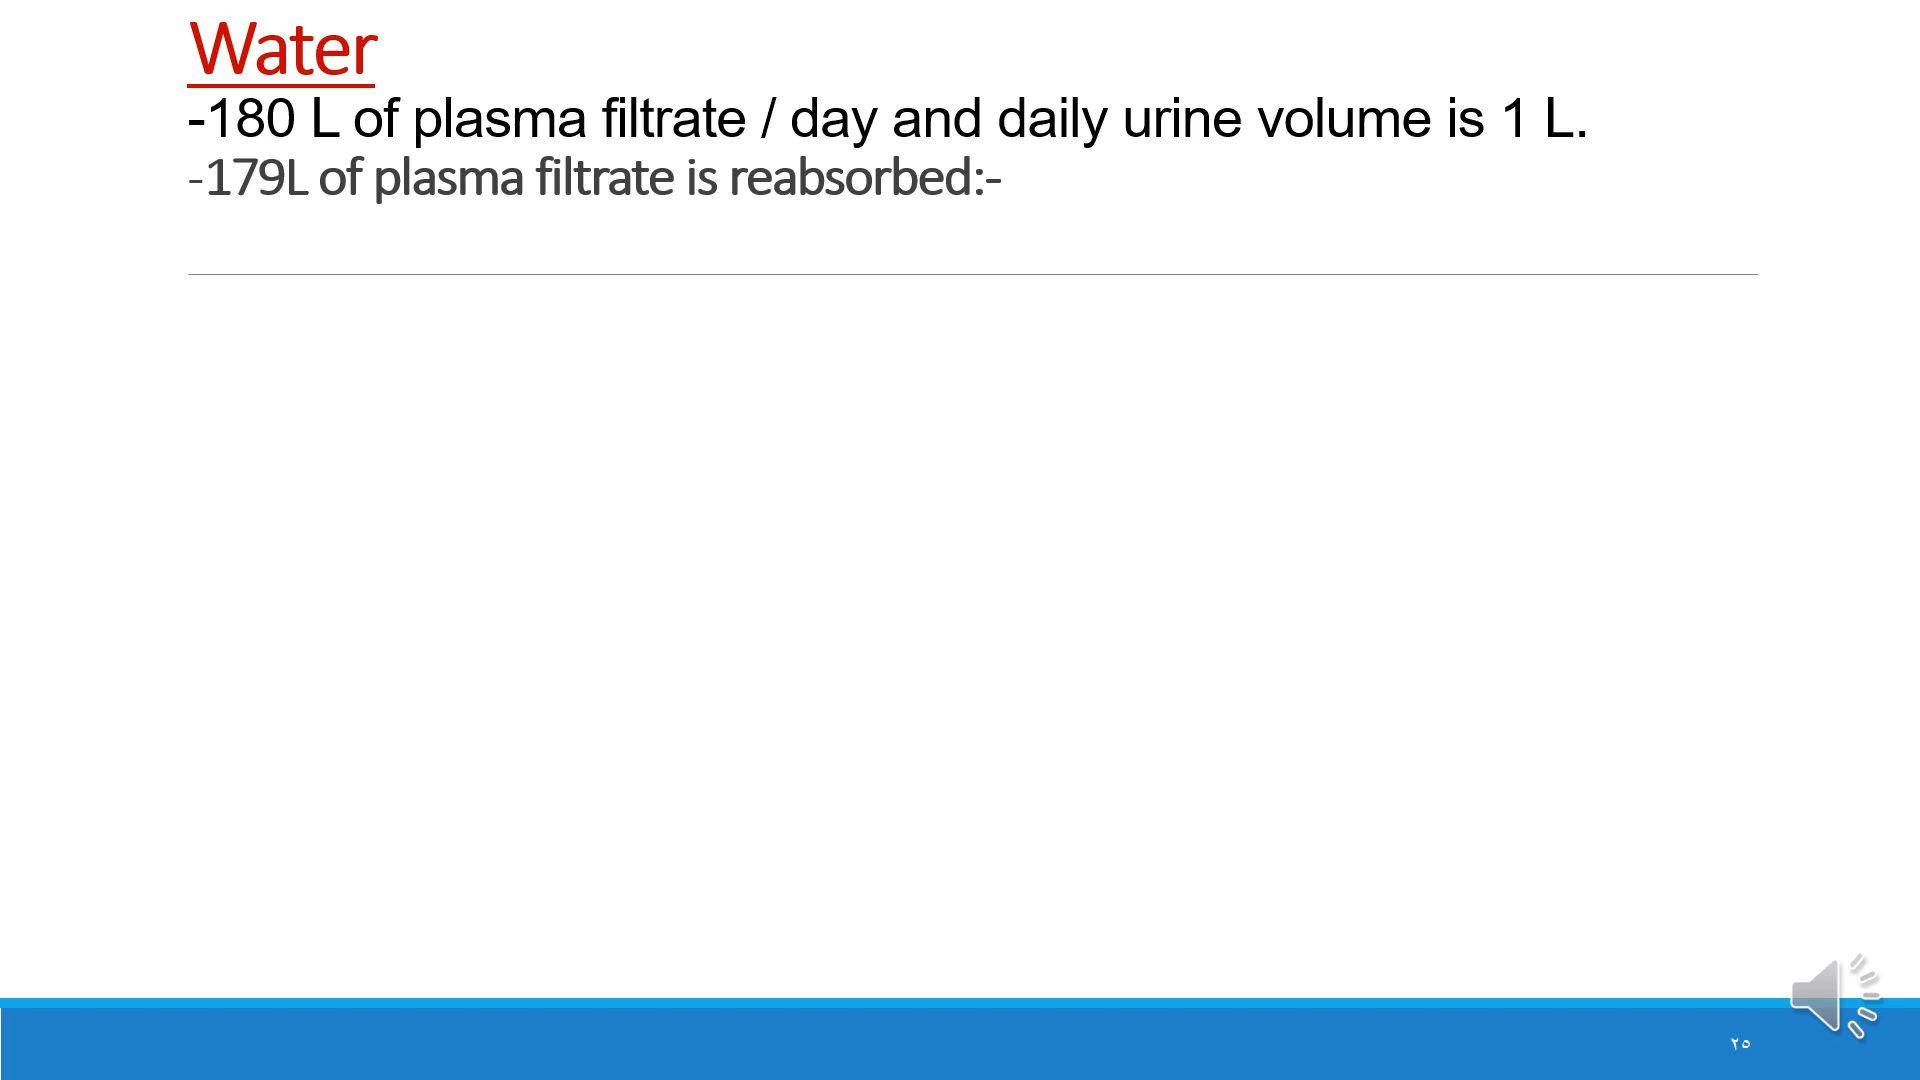 Water
-180 L of plasma filtrate / day and daily urine volume is 1 L.
-179L of plasma filtrate is reabsorbed:-
٢٥